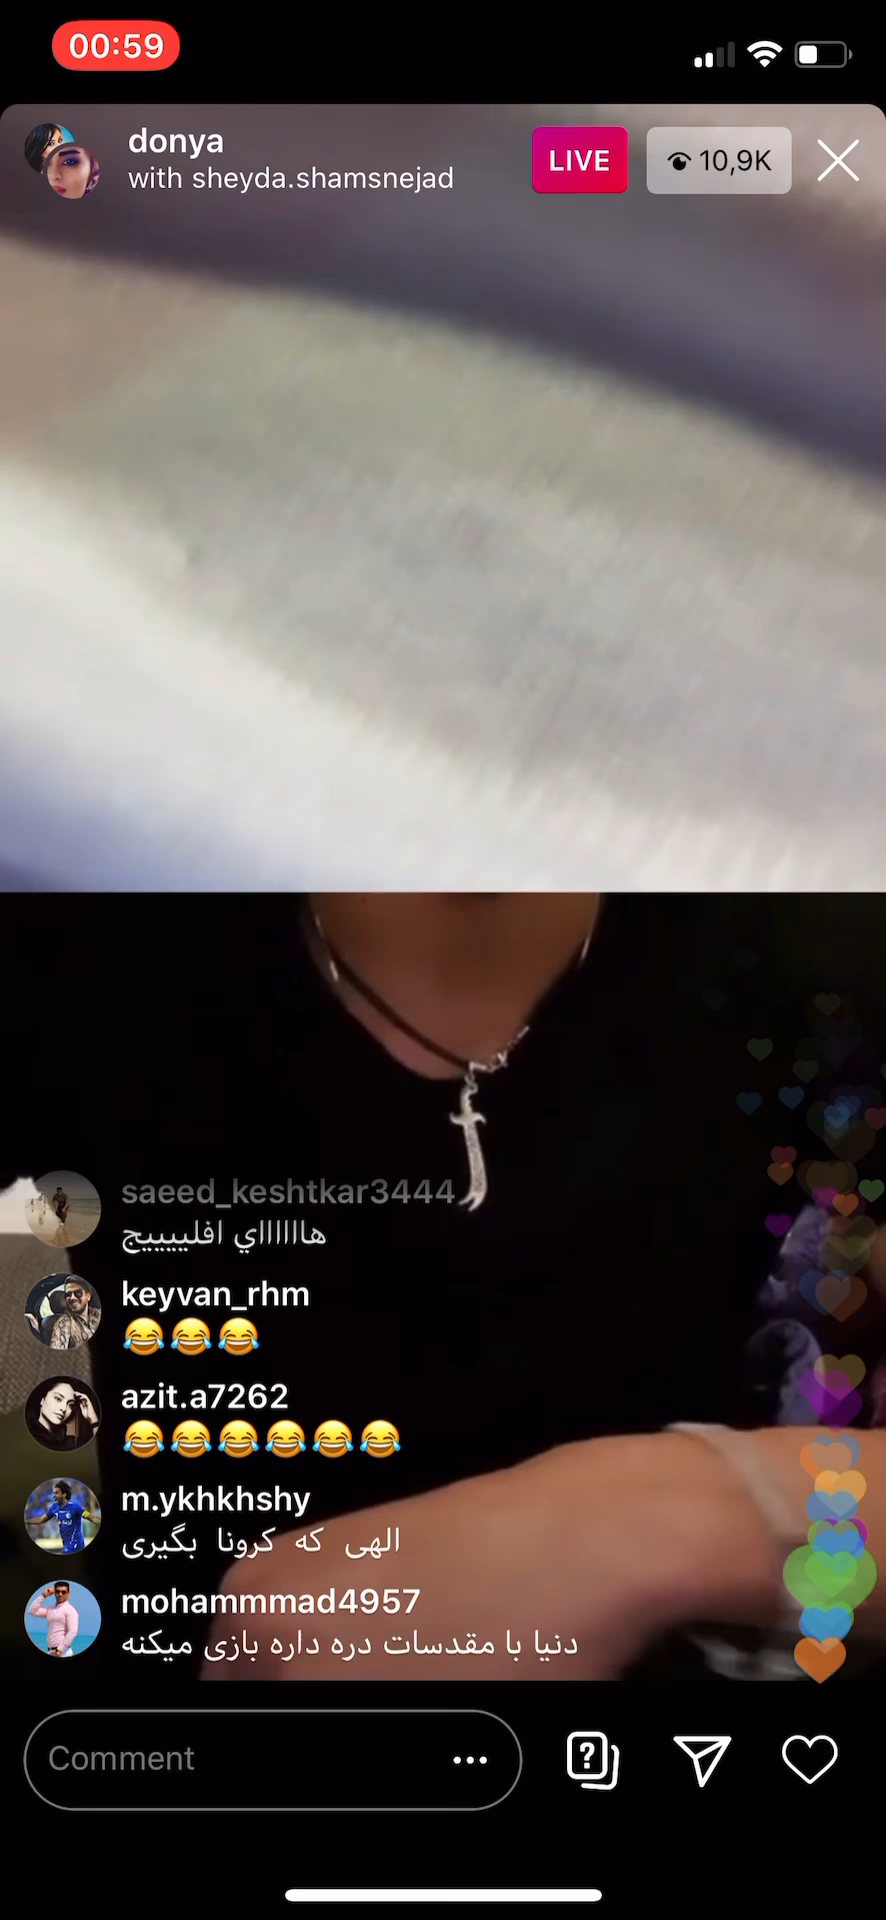 00:59
donya
with sheyda.shamsnejad
LIVE
10,9K
saeed_keshtkar3444
هااااااي افليييييج
keyvan_rhm
😂😂😂
azit.a7262
😂😂😂😂😂😂
m.ykhkhshy
الهی که کرونا بگیری
mohammmad4957
دنیا با مقدسات دره داره بازی میکنه
Comment